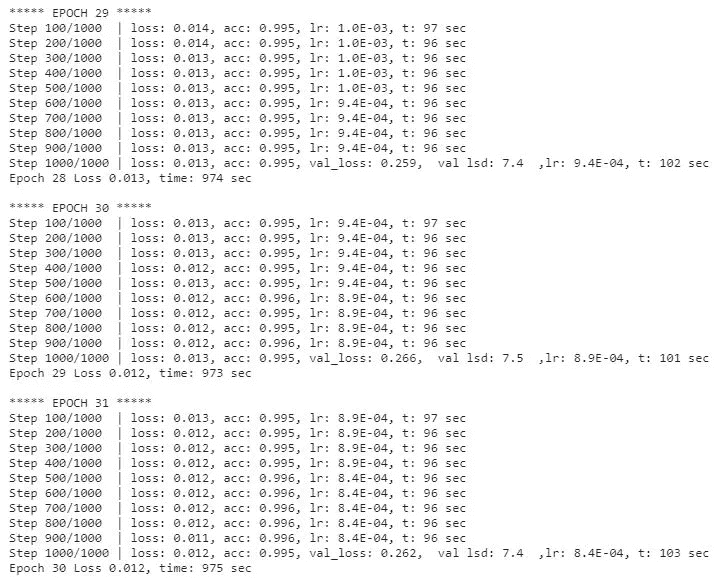 ***** EPOCH 29 *****
Step 100/1000  | loss: 0.014, acc: 0.995, lr: 1.0E-03, t: 97 sec
Step 200/1000  | loss: 0.014, acc: 0.995, lr: 1.0E-03, t: 96 sec
Step 300/1000  | loss: 0.013, acc: 0.995, lr: 1.0E-03, t: 96 sec
Step 400/1000  | loss: 0.013, acc: 0.995, lr: 1.0E-03, t: 96 sec
Step 500/1000  | loss: 0.013, acc: 0.995, lr: 1.0E-03, t: 96 sec
Step 600/1000  | loss: 0.013, acc: 0.995, lr: 9.4E-04, t: 96 sec
Step 700/1000  | loss: 0.013, acc: 0.995, lr: 9.4E-04, t: 96 sec
Step 800/1000  | loss: 0.013, acc: 0.995, lr: 9.4E-04, t: 96 sec
Step 900/1000  | loss: 0.013, acc: 0.995, lr: 9.4E-04, t: 96 sec
Step 1000/1000 | loss: 0.013, acc: 0.995, val_loss: 0.259,  val lsd: 7.4  ,lr: 9.4E-04, t: 102 sec
Epoch 28 Loss 0.013, time: 974 sec

***** EPOCH 30 *****
Step 100/1000  | loss: 0.013, acc: 0.995, lr: 9.4E-04, t: 97 sec
Step 200/1000  | loss: 0.013, acc: 0.995, lr: 9.4E-04, t: 96 sec
Step 300/1000  | loss: 0.013, acc: 0.995, lr: 9.4E-04, t: 96 sec
Step 400/1000  | loss: 0.012, acc: 0.995, lr: 9.4E-04, t: 96 sec
Step 500/1000  | loss: 0.013, acc: 0.995, lr: 9.4E-04, t: 96 sec
Step 600/1000  | loss: 0.012, acc: 0.996, lr: 8.9E-04, t: 96 sec
Step 700/1000  | loss: 0.012, acc: 0.995, lr: 8.9E-04, t: 96 sec
Step 800/1000  | loss: 0.012, acc: 0.995, lr: 8.9E-04, t: 96 sec
Step 900/1000  | loss: 0.012, acc: 0.996, lr: 8.9E-04, t: 96 sec
Step 1000/1000 | loss: 0.013, acc: 0.995, val_loss: 0.266,  val lsd: 7.5  ,lr: 8.9E-04, t: 101 sec
Epoch 29 Loss 0.012, time: 973 sec

***** EPOCH 31 *****
Step 100/1000  | loss: 0.013, acc: 0.995, lr: 8.9E-04, t: 97 sec
Step 200/1000  | loss: 0.012, acc: 0.995, lr: 8.9E-04, t: 96 sec
Step 300/1000  | loss: 0.012, acc: 0.995, lr: 8.9E-04, t: 96 sec
Step 400/1000  | loss: 0.012, acc: 0.995, lr: 8.9E-04, t: 96 sec
Step 500/1000  | loss: 0.012, acc: 0.996, lr: 8.4E-04, t: 96 sec
Step 600/1000  | loss: 0.012, acc: 0.996, lr: 8.4E-04, t: 96 sec
Step 700/1000  | loss: 0.012, acc: 0.996, lr: 8.4E-04, t: 96 sec
Step 800/1000  | loss: 0.012, acc: 0.996, lr: 8.4E-04, t: 96 sec
Step 900/1000  | loss: 0.011, acc: 0.996, lr: 8.4E-04, t: 96 sec
Step 1000/1000 | loss: 0.012, acc: 0.995, val_loss: 0.262,  val lsd: 7.4  ,lr: 8.4E-04, t: 103 sec
Epoch 30 Loss 0.012, time: 975 sec